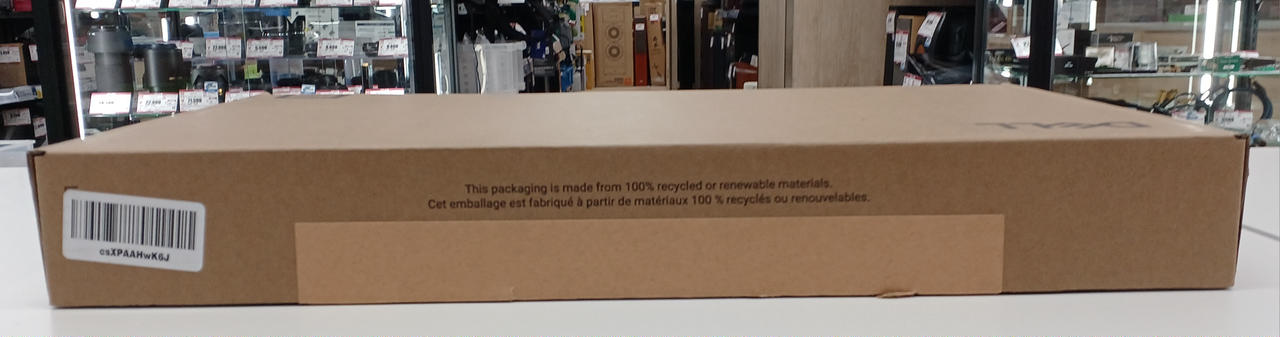 DELL
This packaging is made from 100% recycled or renewable materials.
Cet emballage est fabriqué à partir de matériaux 100 % recyclés ou renouvelables.
csXPAAHwK6J